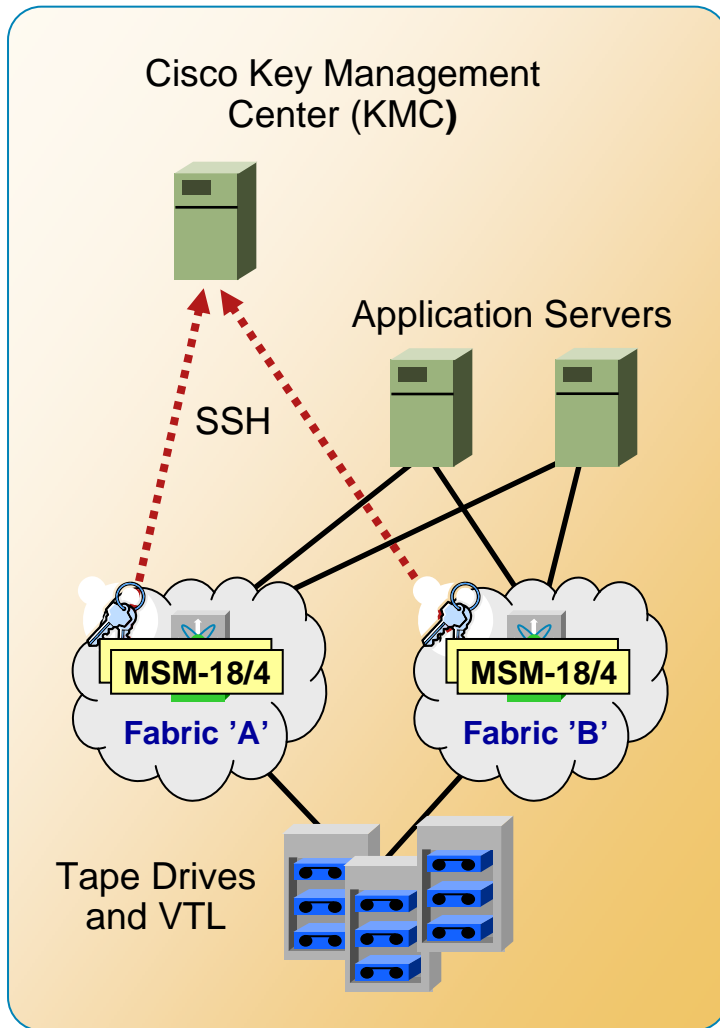 Cisco Key Management
Center (KMC)
Application Servers
SSH
MSM-18/4
MSM-18/4
Fabric ’A’
Fabric ’B’
Tape Drives
and VTL